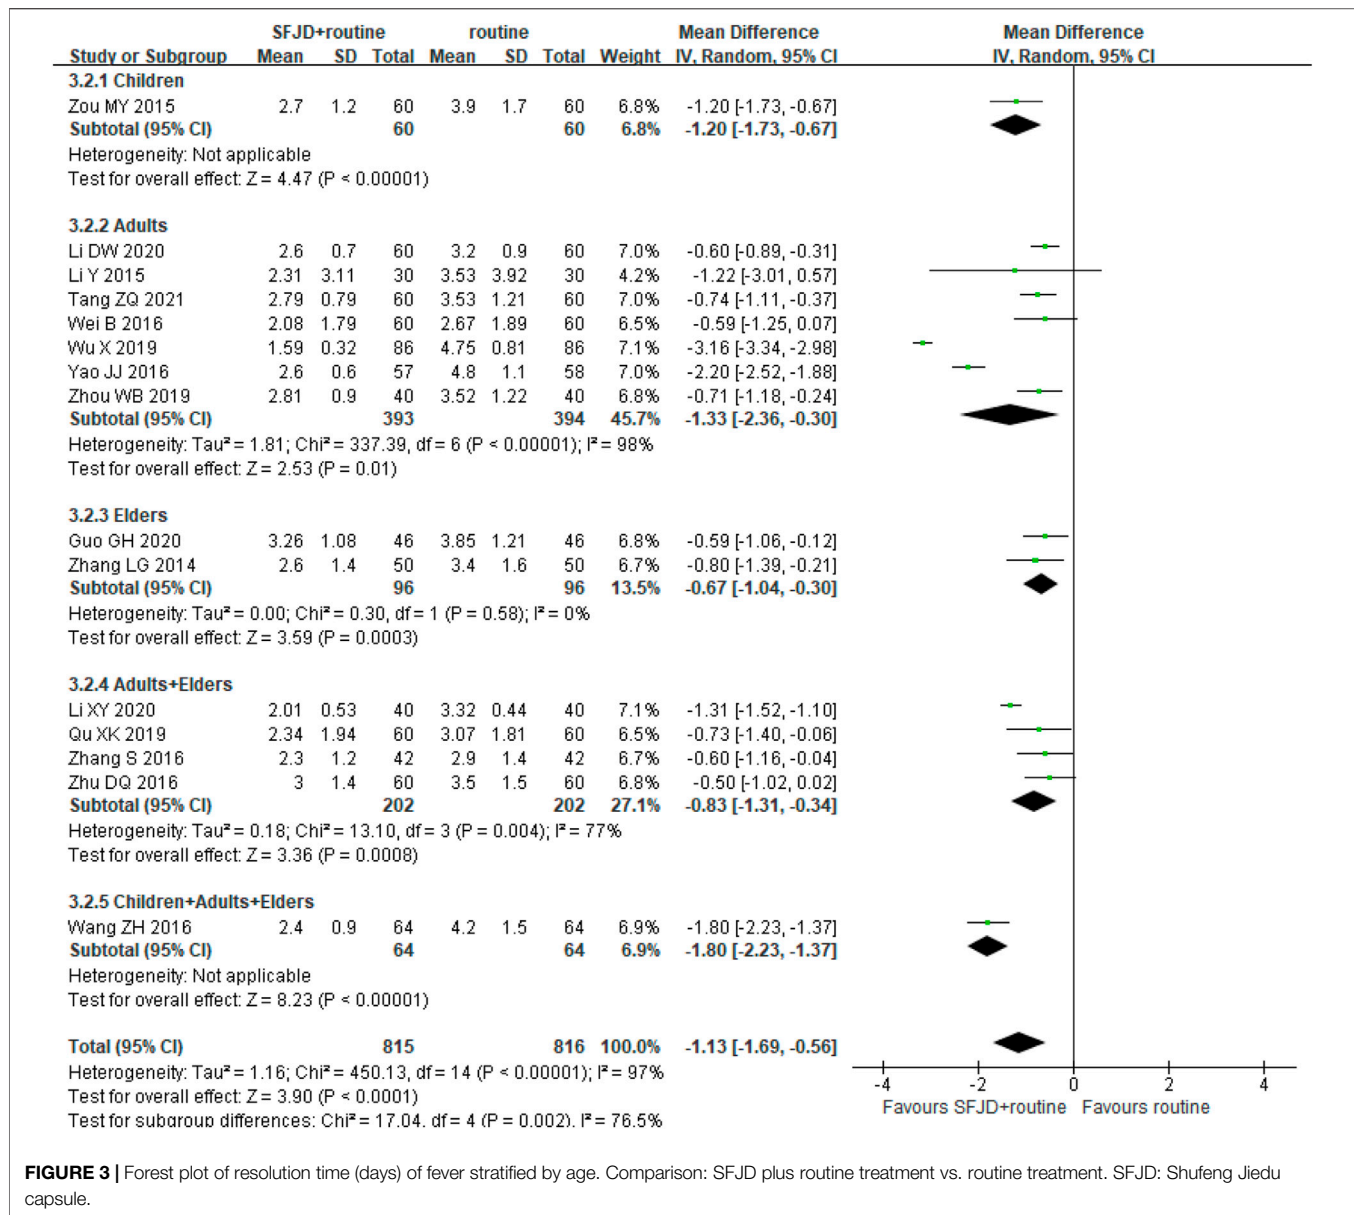 SFJD+routine routine Mean Difference Mean Difference
Study or Subgroup Mean SD Total Mean SD Total Weight IV, Random, 95% CI IV, Random, 95% CI
3.2.1 Children
Zou MY 2015 2.7 1.2 60 3.9 1.7 60 6.8% -1.20 [-1.73, -0.67]
Subtotal (95% CI) 60 60 6.8% -1.20 [-1.73, -0.67]
Heterogeneity: Not applicable
Test for overall effect: Z = 4.47 (P < 0.00001)
3.2.2 Adults
Li DW 2020 2.6 0.7 60 3.2 0.9 60 7.0% -0.60 [-0.89, -0.31]
Li Y 2015 2.31 3.11 30 3.53 3.92 30 4.2% -1.22 [-3.01, 0.57]
Tang ZQ 2021 2.79 0.79 60 3.53 1.21 60 7.0% -0.74 [-1.11, -0.37]
Wei B 2016 2.08 1.79 60 2.67 1.89 60 6.5% -0.59 [-1.25, 0.07]
Wu X 2019 1.59 0.32 86 4.75 0.81 86 7.1% -3.16 [-3.34, -2.98]
Yao JJ 2016 2.6 0.6 57 4.8 1.1 58 7.0% -2.20 [-2.52, -1.88]
Zhou WB 2019 2.81 0.9 40 3.52 1.22 40 6.8% -0.71 [-1.18, -0.24]
Subtotal (95% CI) 393 394 45.7% -1.33 [-2.36, -0.30]
Heterogeneity: Tau² = 1.81; Chi² = 337.39, df = 6 (P < 0.00001); I² = 98%
Test for overall effect: Z = 2.53 (P = 0.01)
3.2.3 Elders
Guo GH 2020 3.26 1.08 46 3.85 1.21 46 6.8% -0.59 [-1.06, -0.12]
Zhang LG 2014 2.6 1.4 50 3.4 1.6 50 6.7% -0.80 [-1.39, -0.21]
Subtotal (95% CI) 96 96 13.5% -0.67 [-1.04, -0.30]
Heterogeneity: Tau² = 0.00; Chi² = 0.30, df = 1 (P = 0.58); I² = 0%
Test for overall effect: Z = 3.59 (P = 0.0003)
3.2.4 Adults+Elders
Li XY 2020 2.01 0.53 40 3.32 0.44 40 7.1% -1.31 [-1.52, -1.10]
Qu XK 2019 2.34 1.94 60 3.07 1.81 60 6.5% -0.73 [-1.40, -0.06]
Zhang S 2016 2.3 1.2 42 2.9 1.4 42 6.7% -0.60 [-1.16, -0.04]
Zhu DQ 2016 3 1.4 60 3.5 1.5 60 6.8% -0.50 [-1.02, 0.02]
Subtotal (95% CI) 202 202 27.1% -0.83 [-1.31, -0.34]
Heterogeneity: Tau² = 0.18; Chi² = 13.10, df = 3 (P = 0.004); I² = 77%
Test for overall effect: Z = 3.36 (P = 0.0008)
3.2.5 Children+Adults+Elders
Wang ZH 2016 2.4 0.9 64 4.2 1.5 64 6.9% -1.80 [-2.23, -1.37]
Subtotal (95% CI) 64 64 6.9% -1.80 [-2.23, -1.37]
Heterogeneity: Not applicable
Test for overall effect: Z = 8.23 (P < 0.00001)
Total (95% CI) 815 816 100.0% -1.13 [-1.69, -0.56]
Heterogeneity: Tau² = 1.16; Chi² = 450.13, df = 14 (P < 0.00001); I² = 97%
Test for overall effect: Z = 3.90 (P < 0.0001)
Test for subgroup differences: Chi² = 17.04, df = 4 (P = 0.002), I² = 76.5%
-4 -2 0 2 4
Favours SFJD+routine Favours routine
FIGURE 3 | Forest plot of resolution time (days) of fever stratified by age. Comparison: SFJD plus routine treatment vs. routine treatment. SFJD: Shufeng Jiedu
capsule.